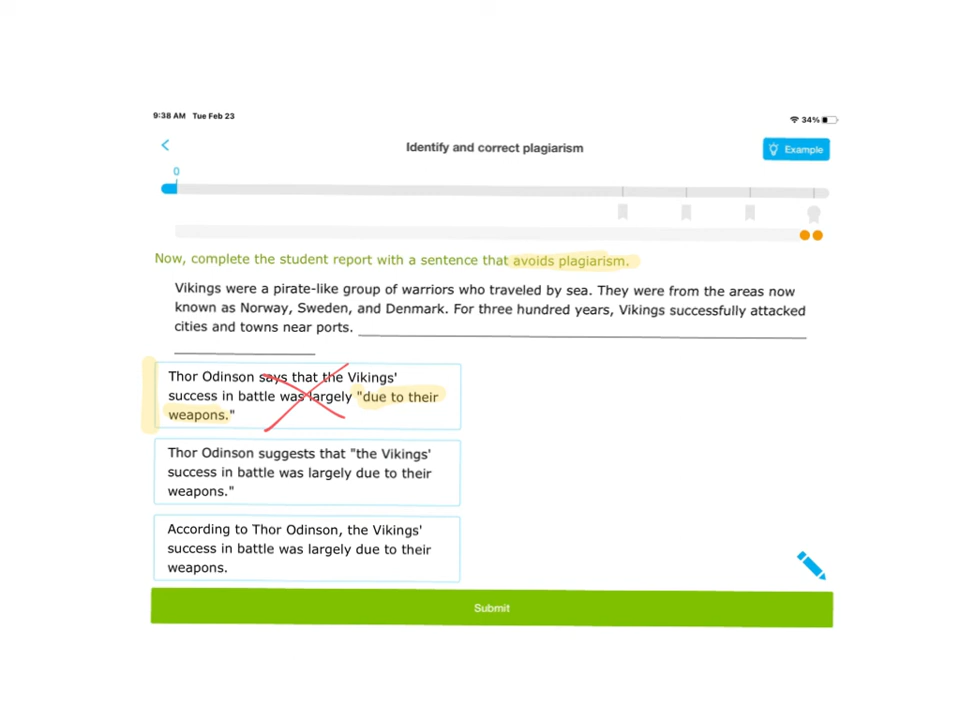 9:38 AM Tue Feb 23
34%
Identify and correct plagiarism
Example
0
Now, complete the student report with a sentence that avoids plagiarism.
Vikings were a pirate-like group of warriors who traveled by sea. They were from the areas now
known as Norway, Sweden, and Denmark. For three hundred years, Vikings successfully attacked
cities and towns near ports.
Thor Odinson says that the Vikings'
success in battle was largely "due to their
weapons."
Thor Odinson suggests that "the Vikings'
success in battle was largely due to their
weapons."
According to Thor Odinson, the Vikings'
success in battle was largely due to their
weapons.
Submit